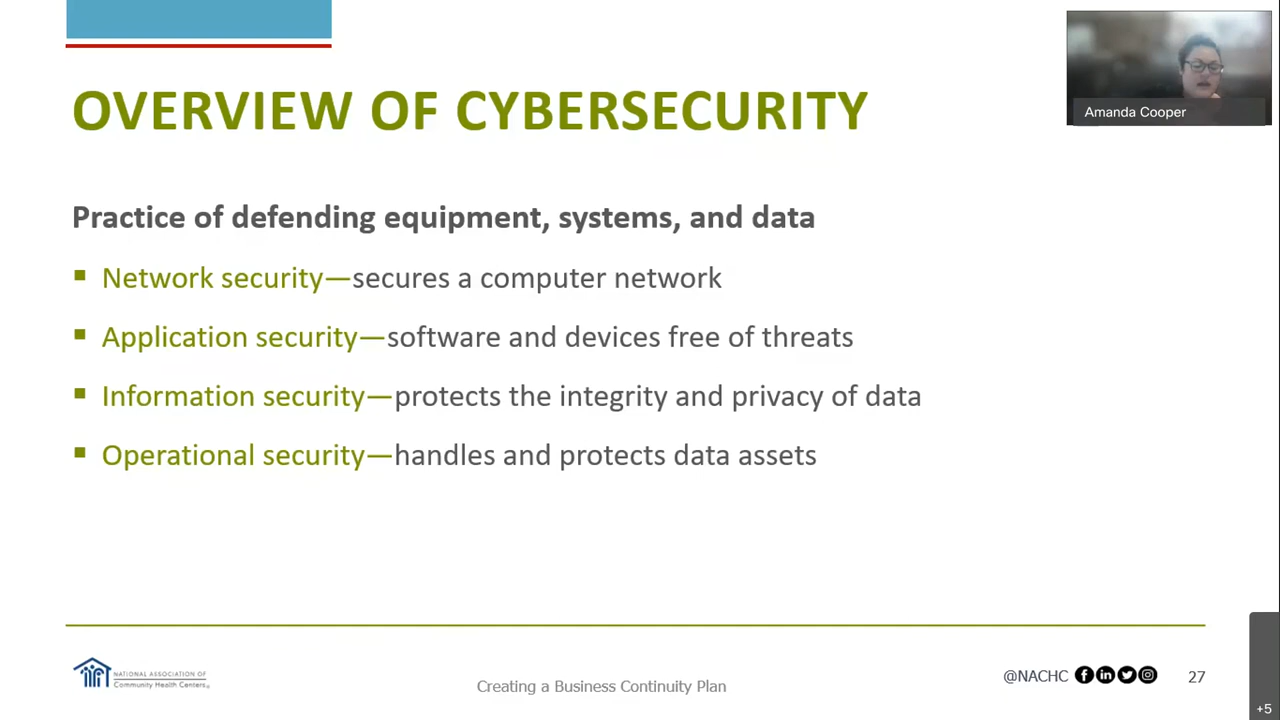 OVERVIEW OF CYBERSECURITY
Amanda Cooper
Practice of defending equipment, systems, and data
Network security—secures a computer network
Application security—software and devices free of threats
Information security—protects the integrity and privacy of data
Operational security—handles and protects data assets
NATIONAL ASSOCIATION OF
Community Health Centers
Creating a Business Continuity Plan
@NACHC
27
+5